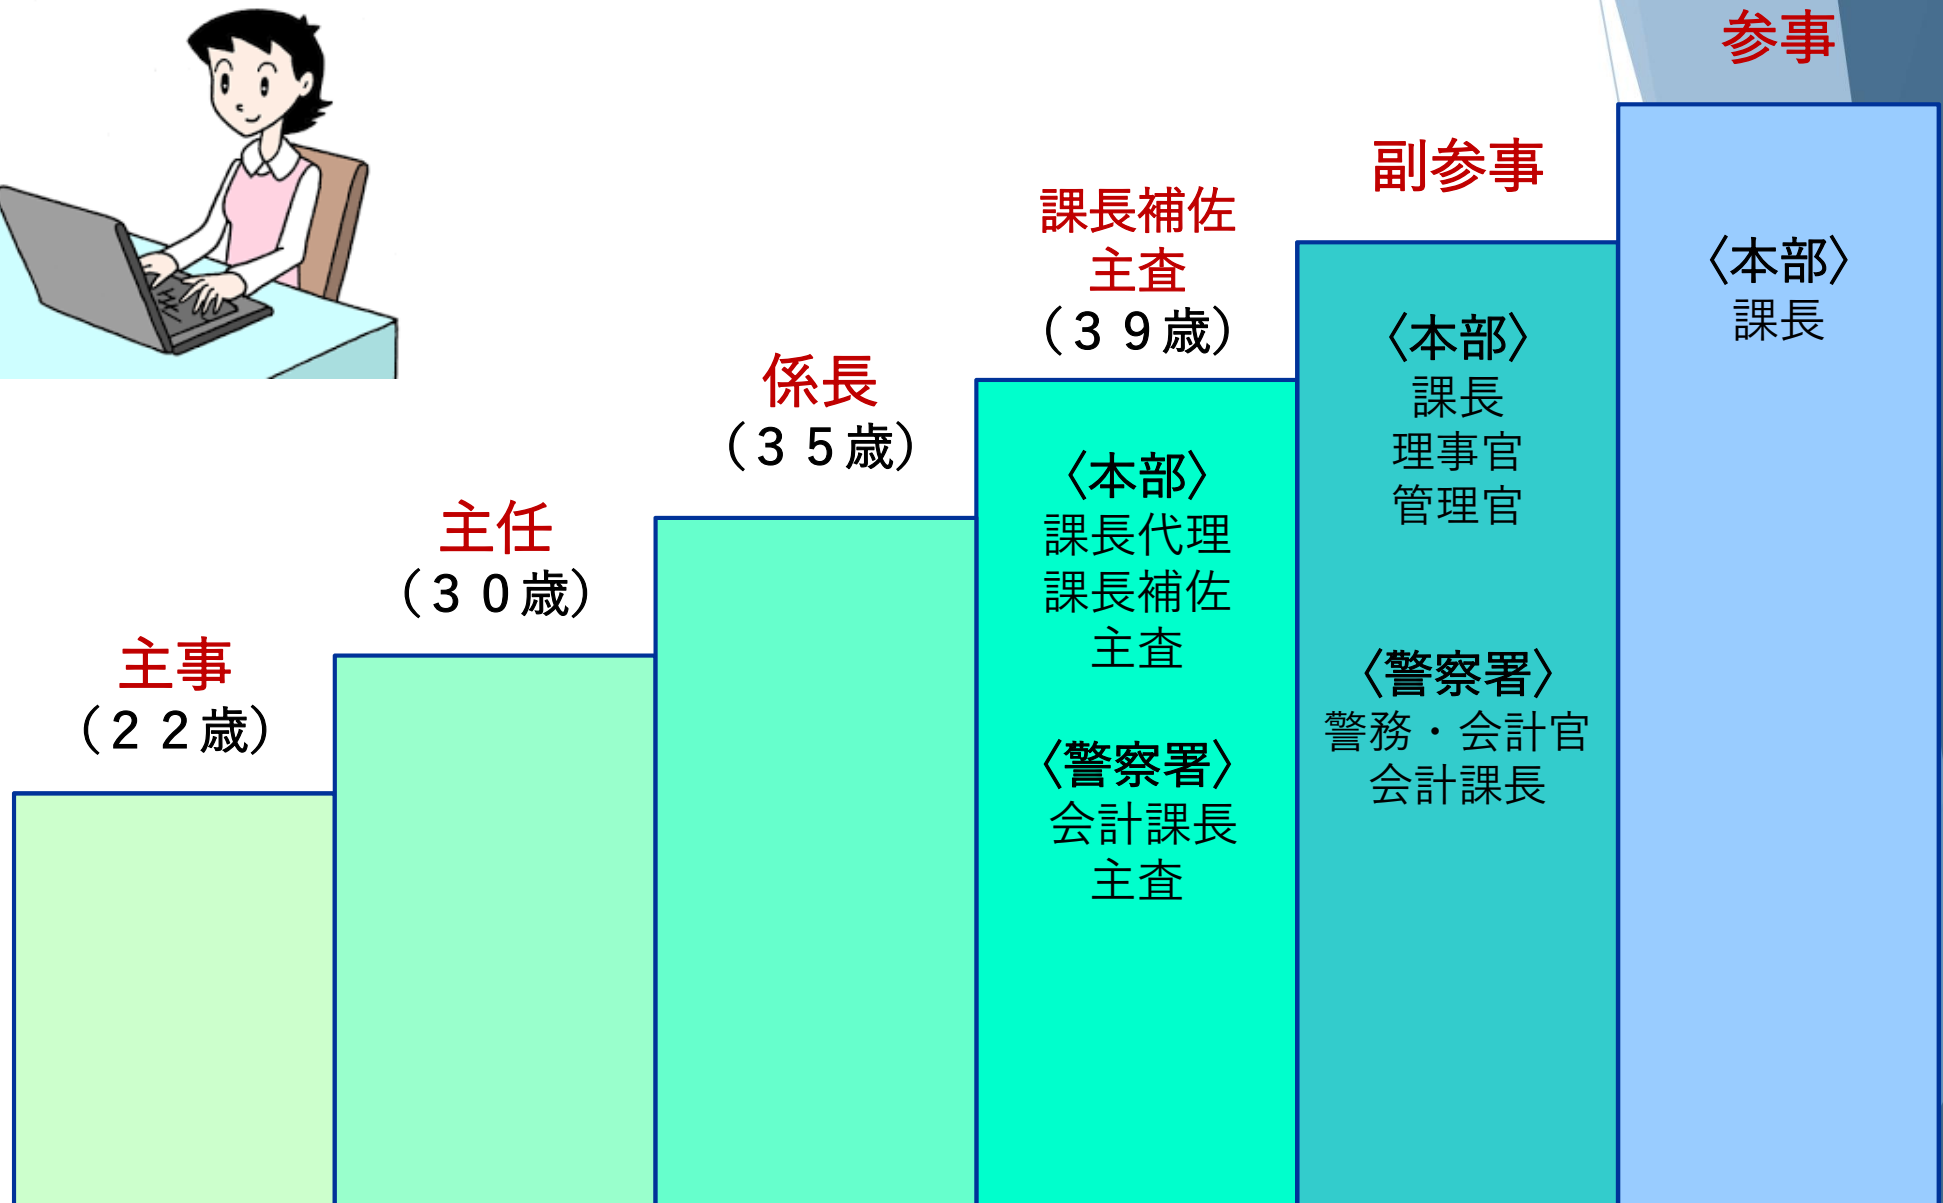 主事
（２２歳）
主任
（３０歳）
係長
（３５歳）
課長補佐
主査
（３９歳）
〈本部〉
課長代理
課長補佐
主査
〈警察署〉
会計課長
主査
副参事
〈本部〉
課長
理事官
管理官
〈警察署〉
警務・会計官
会計課長
参事
〈本部〉
課長